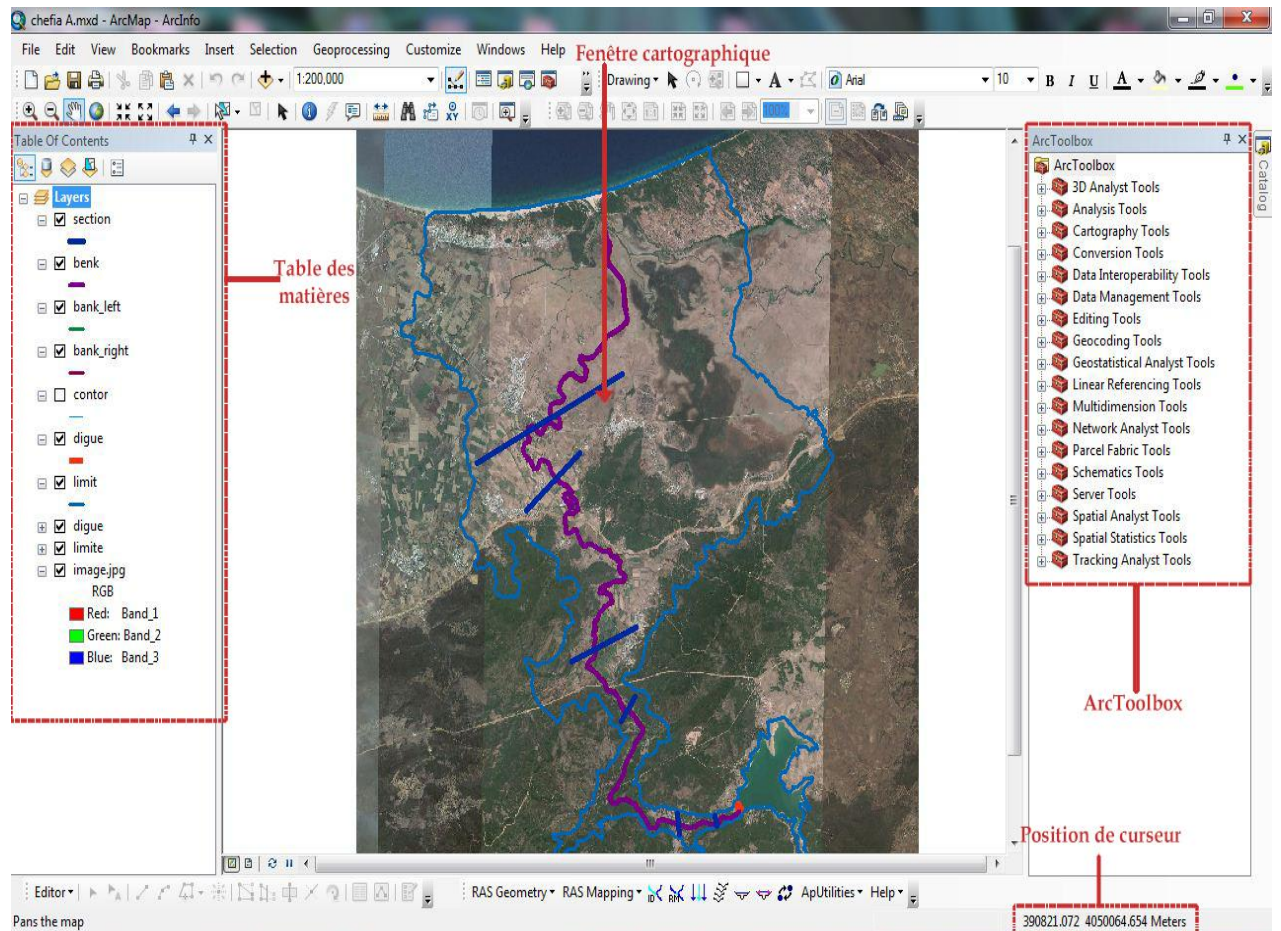 chefia A.mxd - ArcMap - ArcInfo
File Edit View Bookmarks Insert Selection Geoprocessing Customize Windows Help
Fenêtre cartographique
1:200,000
Drawing
A
Arial
10
B I U A
XY
100%
Table Of Contents
Layers
section
benk
bank_left
bank_right
contor
digue
limit
digue
limite
image.jpg
RGB
Red: Band_1
Green: Band_2
Blue: Band_3
Table des
matières
ArcToolbox
ArcToolbox
3D Analyst Tools
Analysis Tools
Cartography Tools
Conversion Tools
Data Interoperability Tools
Data Management Tools
Editing Tools
Geocoding Tools
Geostatistical Analyst Tools
Linear Referencing Tools
Multidimension Tools
Network Analyst Tools
Parcel Fabric Tools
Schematics Tools
Server Tools
Spatial Analyst Tools
Spatial Statistics Tools
Tracking Analyst Tools
Catalog
ArcToolbox
Position de curseur
Editor
RAS Geometry RAS Mapping ID RM ApUtilities Help
Pans the map
390821.072 4050064.654 Meters